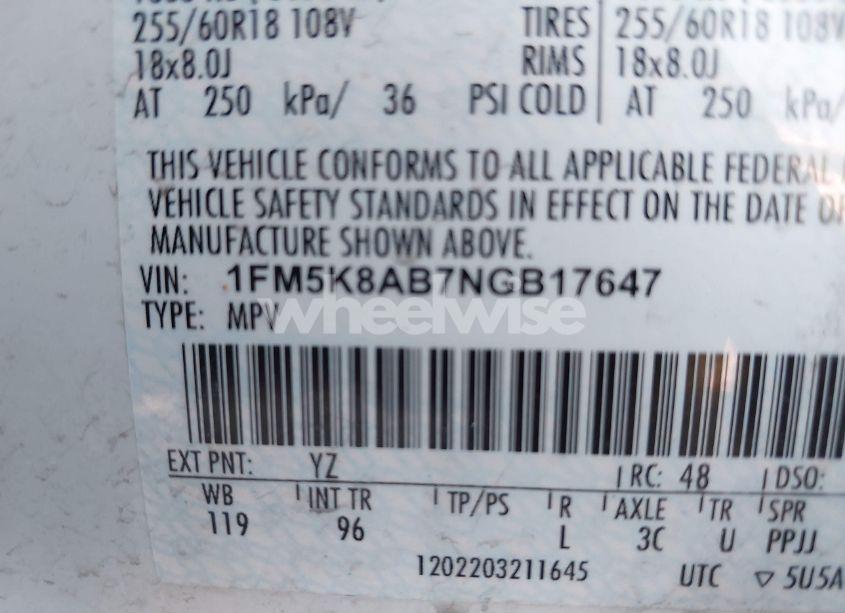 255/60R18 108V TIRES 255/60R18 108V
18x8.0J RIMS 18x8.0J
AT 250 kPa/ 36 PSI COLD AT 250 kPa/
THIS VEHICLE CONFORMS TO ALL APPLICABLE FEDERAL
VEHICLE SAFETY STANDARDS IN EFFECT ON THE DATE OF
MANUFACTURE SHOWN ABOVE.
VIN: 1FM5K8AB7NGB17647
TYPE: MPV
wheelwise
EXT PNT: YZ RC: 48 DSO:
WB INT TR TP/PS R AXLE TR SPR
119 96 L 3C U PPJJ
1202203211645 UTC ▽ 5U5A